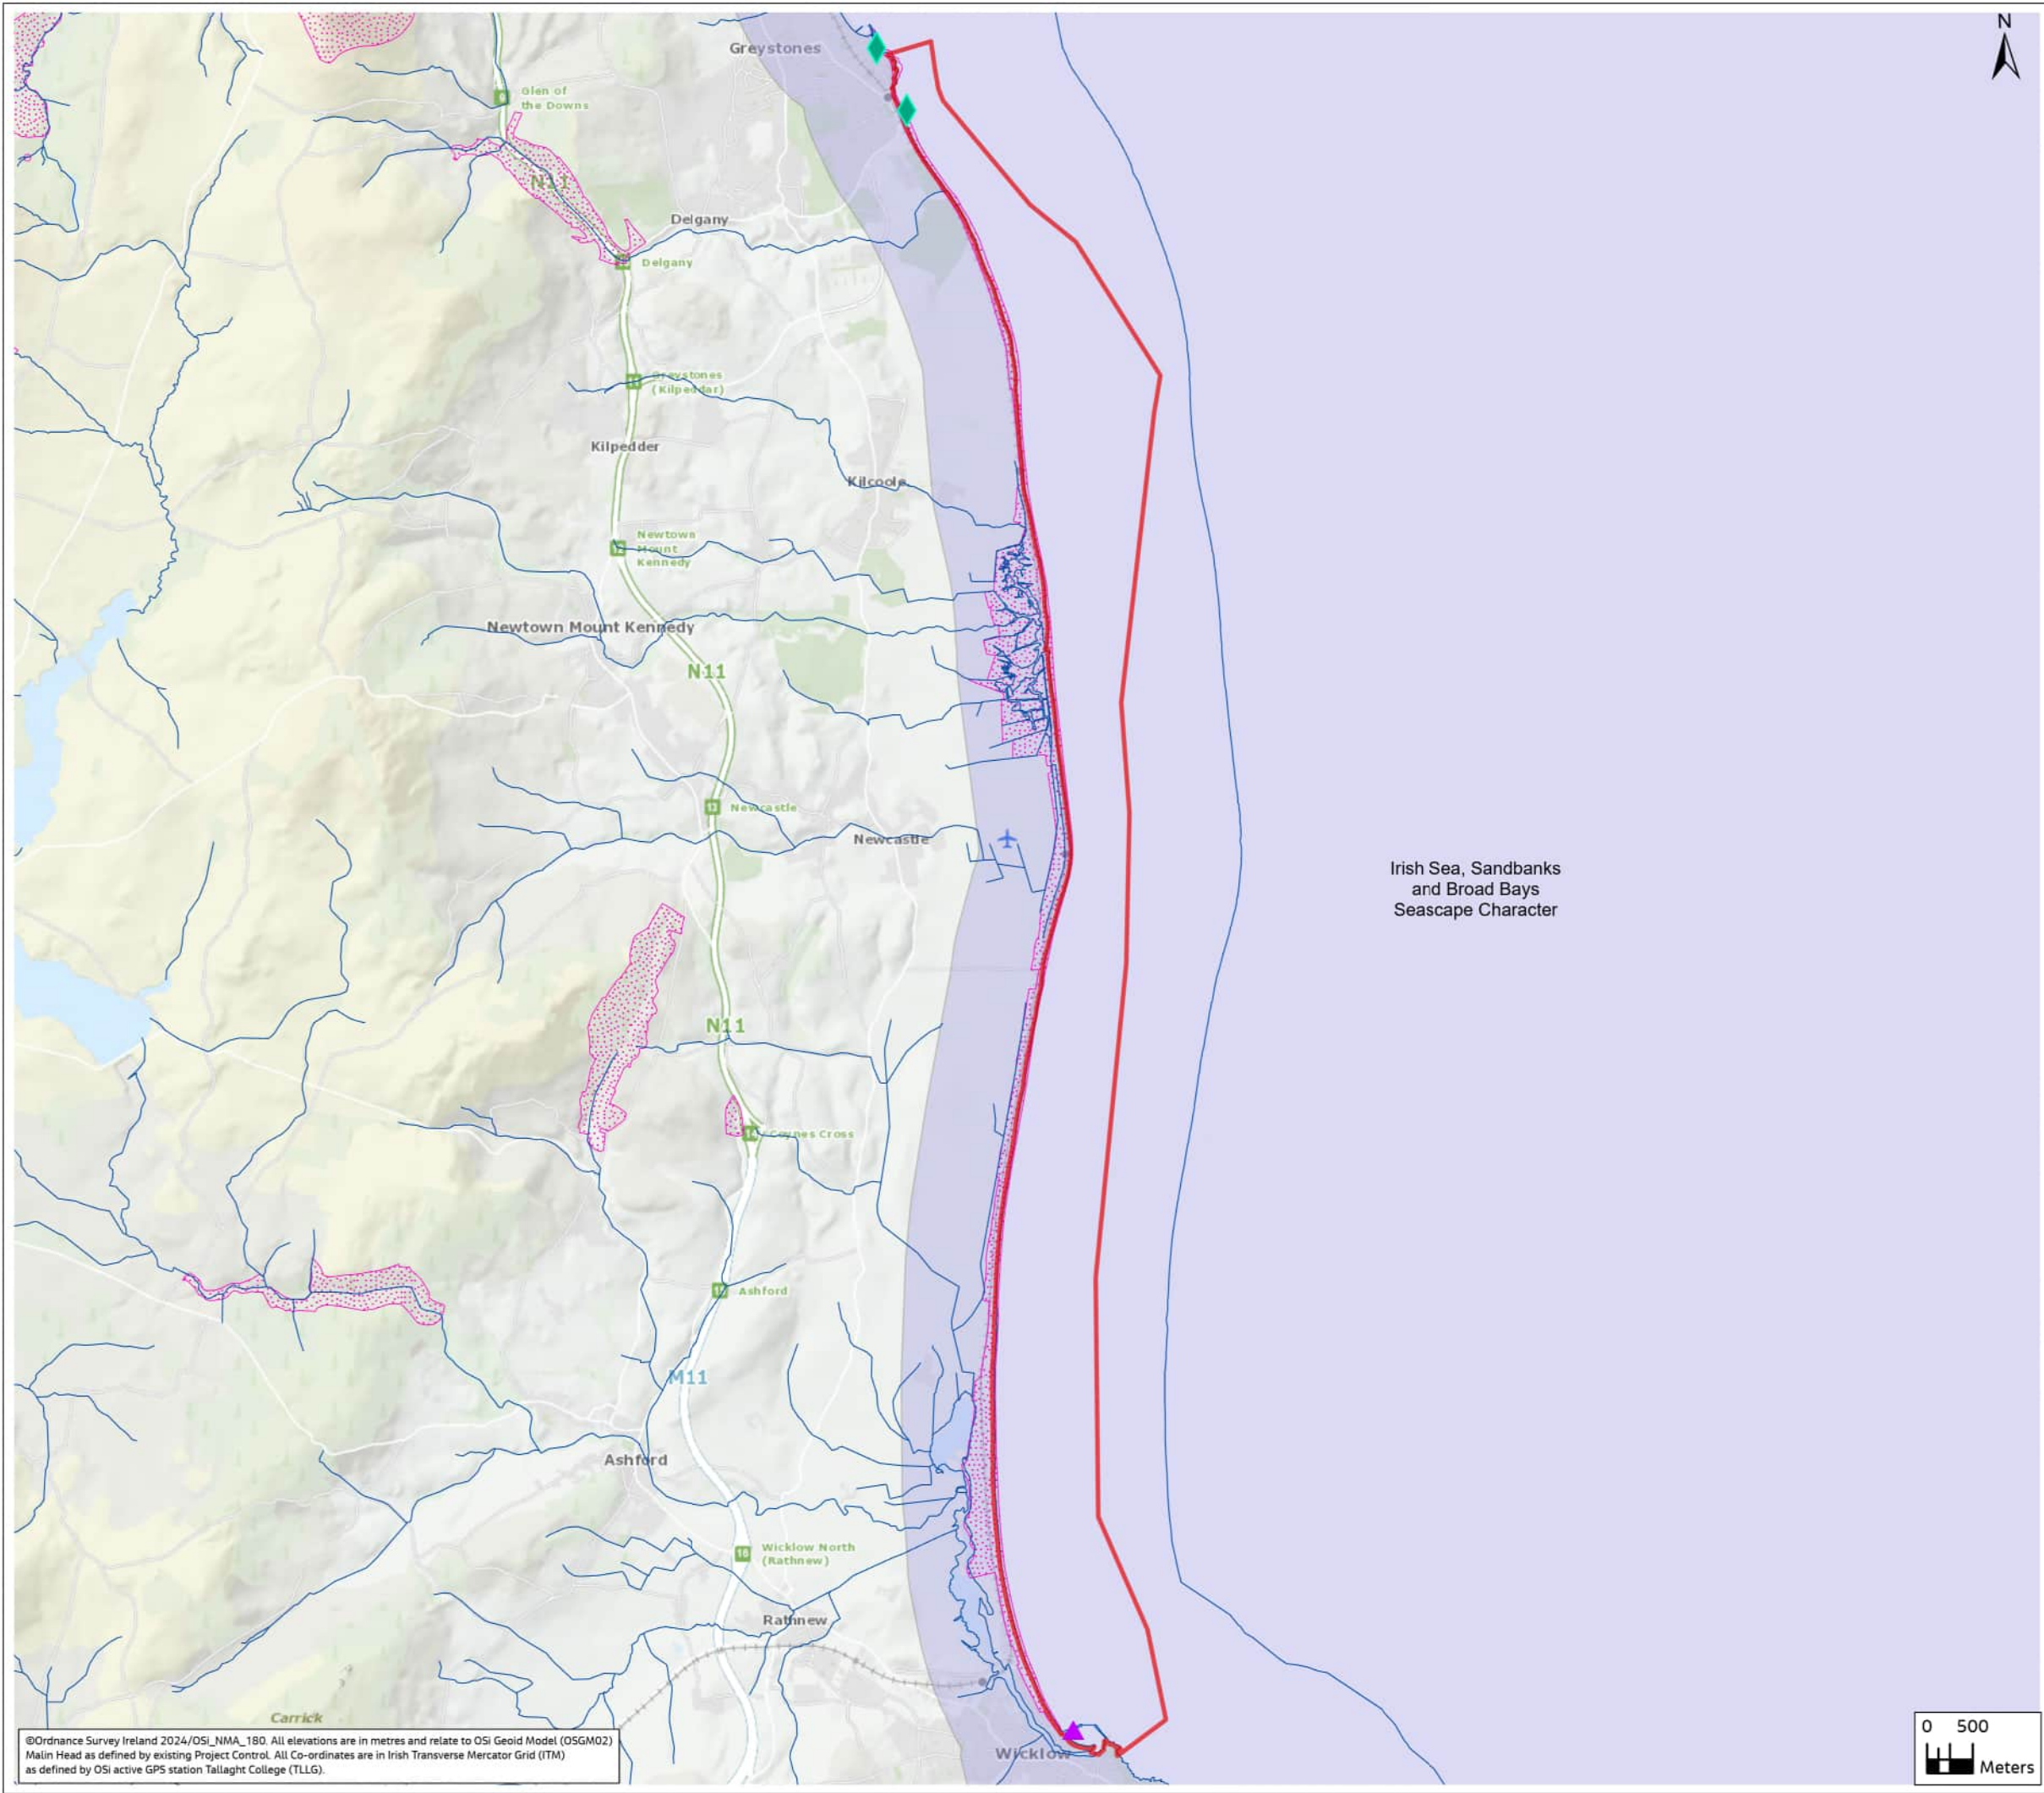 N
Greystones
Glen of
the Downs
N11
Delgany
Delgany
Greystones
(Kilpeddar)
Kilpedder
Kilcoole
12
Newtown
Mount
Kennedy
Newtown Mount Kennedy
N11
13
Newcastle
Newcastle
Irish Sea, Sandbanks
and Broad Bays
Seascape Character
N11
14
Coynes Cross
Ashford
M11
Ashford
16
Wicklow North
(Rathnew)
Rathnew
Carrick
Wicklow
©Ordnance Survey Ireland 2024/OSi_NMA_180. All elevations are in metres and relate to OSi Geoid Model (OSGM02)
Malin Head as defined by existing Project Control. All Co-ordinates are in Irish Transverse Mercator Grid (ITM)
as defined by OSi active GPS station Tallaght College (TLLG).
0 500
Meters